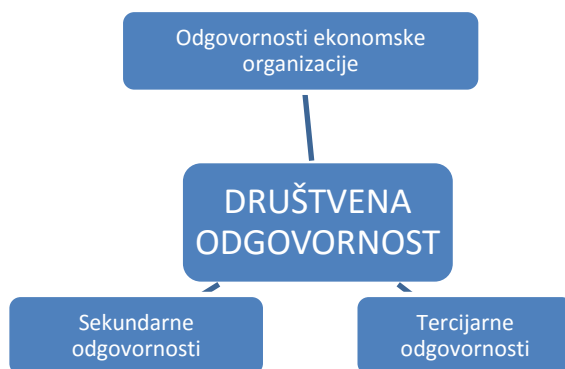 Odgovornosti ekonomske
organizacije
DRUŠTVENA
ODGOVORNOST
Sekundarne
odgovornosti
Tercijarne
odgovornosti